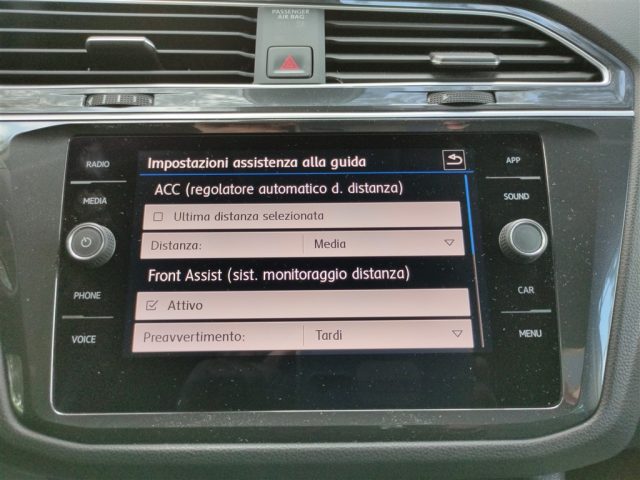 PASSENGER
AIR BAG
RADIO
MEDIA
PHONE
VOICE
Impostazioni assistenza alla guida
ACC (regolatore automatico d. distanza)
Ultima distanza selezionata
Distanza: Media
Front Assist (sist. monitoraggio distanza)
Attivo
Preavvertimento: Tardi
APP
SOUND
CAR
MENU